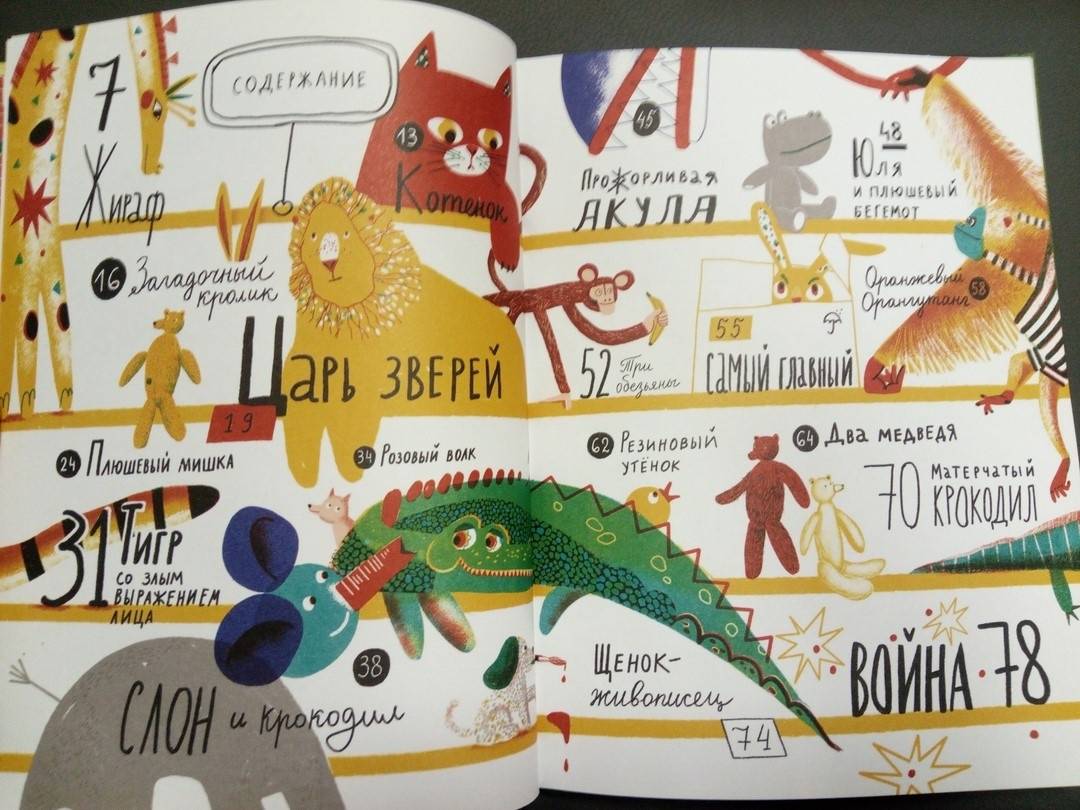 СОДЕРЖАНИЕ
7
Жираф
13
Котенок
16 Загадочный
кролик
Царь зверей
19
24 Плюшевый мишка
34 Розовый волк
31 Тигр
со злым
выражением
лица
38
Слон и крокодил
45
Прожорливая
АКУЛА
48
Юля
и плюшевый
бегемот
52 Три
обезьяны
55
Самый главный
Оранжевый 58
Орангутанг
62 Резиновый
утёнок
64 Два медведя
70 Матерчатый
КРОКОДИЛ
Щенок-
живописец
74
ВОЙНА 78